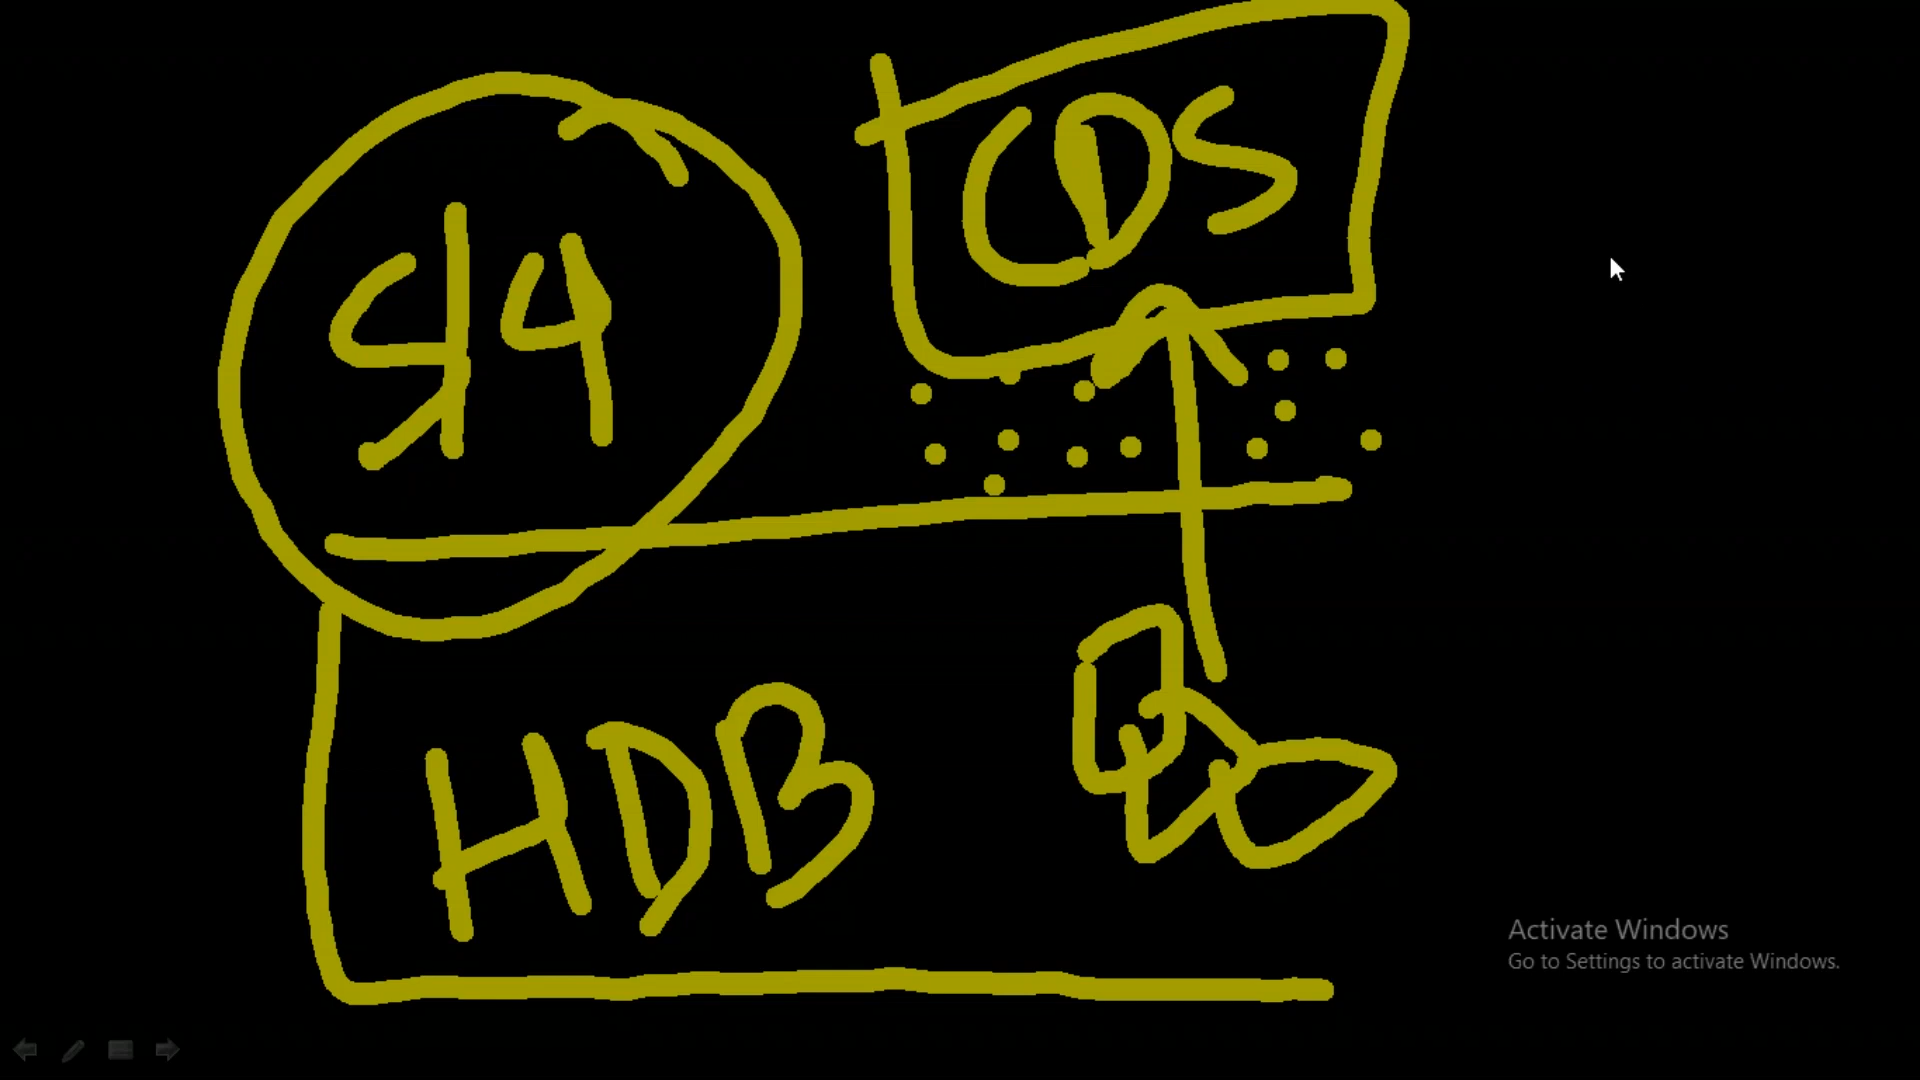 S/4
CDS
HDB
Activate Windows
Go to Settings to activate Windows.